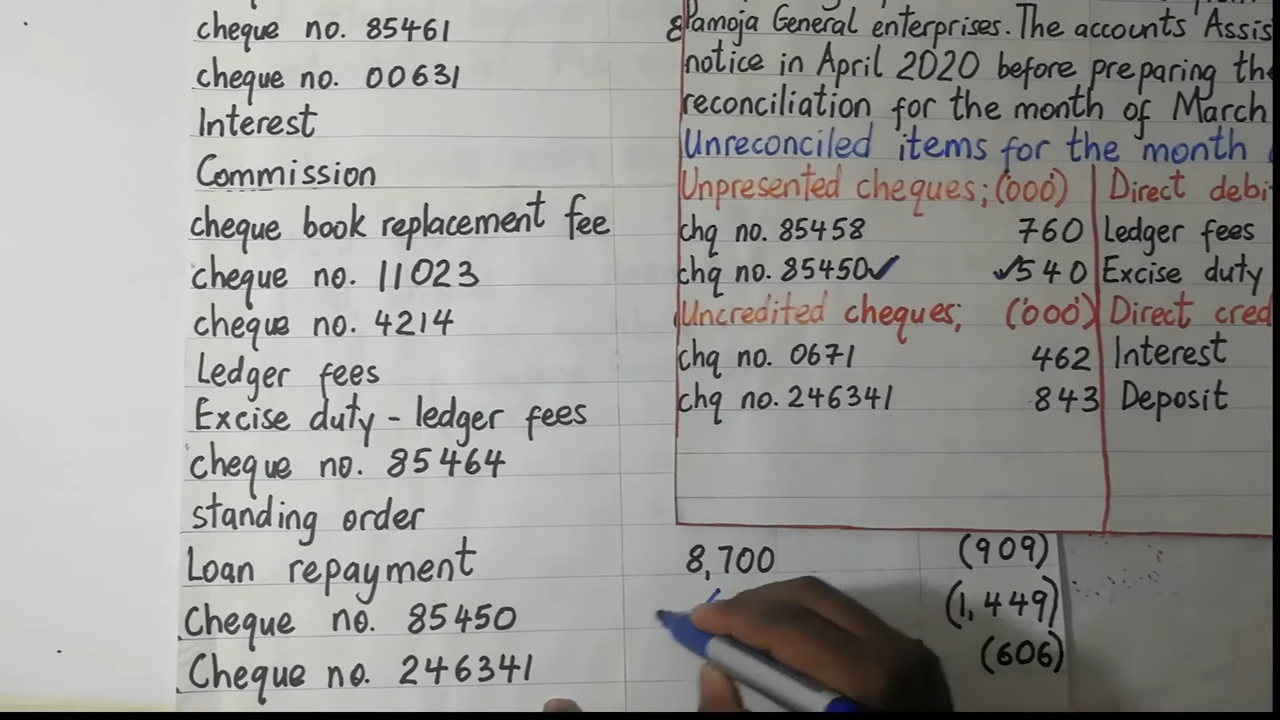 cheque no. 85461
cheque no. 00631
Interest
Commission
cheque book replacement fee
cheque no. 11023
cheque no. 4214
Ledger fees
Excise duty - ledger fees
cheque no. 85464
standing order
Loan repayment 8,700 (909)
Cheque no. 85450 (1,449)
Cheque no. 246341 (606)
Pamoja General enterprises. The accounts Assis
notice in April 2020 before preparing the
reconciliation for the month of March
Unreconciled items for the month
Unpresented cheques; ('000') Direct debi
chq no. 85458 760 Ledger fees
chq no. 85450✓ ✓540 Excise duty
Uncredited cheques; ('000') Direct cred
chq no. 0671 462 Interest
chq no. 246341 843 Deposit